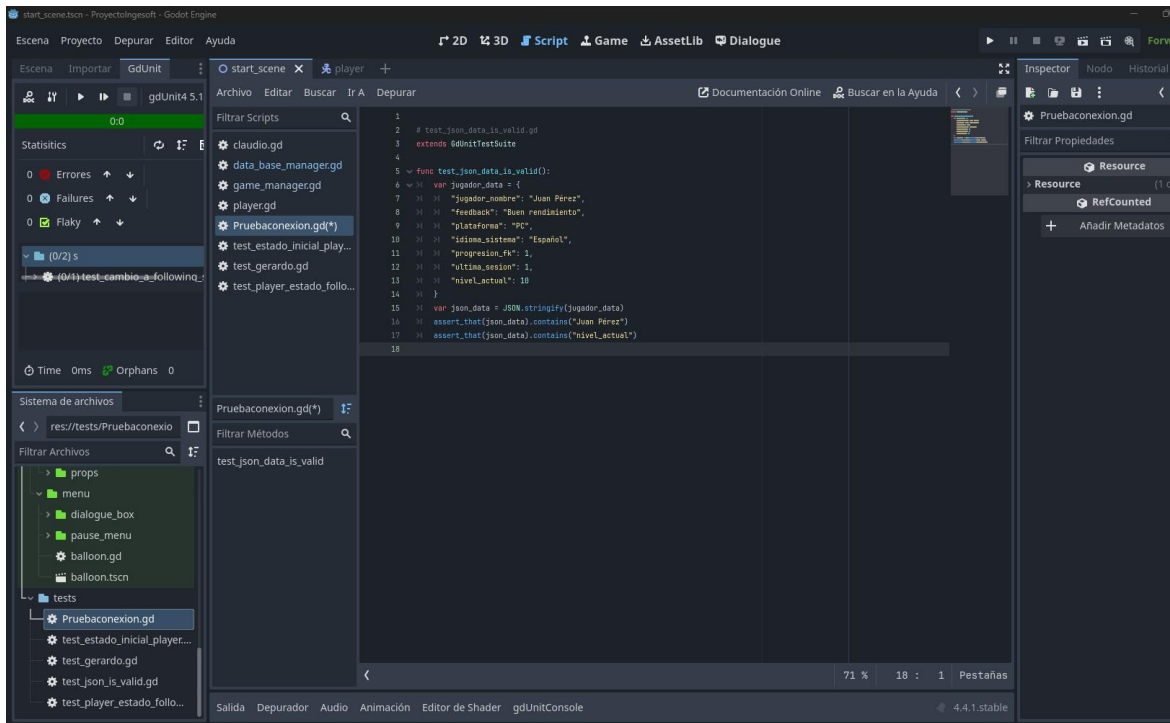 start_scene.tscn - ProyectoIngesoft - Godot Engine
Escena Proyecto Depurar Editor Ayuda
2D 3D Script Game AssetLib Dialogue
Forw
Escena Importar GdUnit
gdUnit4 5.1
0:0
Statisitics
0 Errores
0 Failures
0 Flaky
(0/2) s
(0/1) test_cambio_a_following_s
Time 0ms Orphans 0
Sistema de archivos
res://tests/Pruebaconexio
Filtrar Archivos
props
menu
dialogue_box
pause_menu
balloon.gd
balloon.tscn
tests
Pruebaconexion.gd
test_estado_inicial_player....
test_gerardo.gd
test_json_is_valid.gd
test_player_estado_follo...
start_scene player
Archivo Editar Buscar Ir A Depurar
Documentación Online Buscar en la Ayuda
Filtrar Scripts
claudio.gd
data_base_manager.gd
game_manager.gd
player.gd
Pruebaconexion.gd(*)
test_estado_inicial_play...
test_gerardo.gd
test_player_estado_follo...
Pruebaconexion.gd(*)
Filtrar Métodos
test_json_data_is_valid
1
2 # test_json_data_is_valid.gd
3 extends GdUnitTestSuite
4
5 func test_json_data_is_valid():
6 var jugador_data = {
7 "jugador_nombre": "Juan Pérez",
8 "feedback": "Buen rendimiento",
9 "plataforma": "PC",
10 "idioma_sistema": "Español",
11 "progresion_fk": 1,
12 "ultima_sesion": 1,
13 "nivel_actual": 10
14 }
15 var json_data = JSON.stringify(jugador_data)
16 assert_that(json_data).contains("Juan Pérez")
17 assert_that(json_data).contains("nivel_actual")
18
71 % 18 : 1 Pestañas
Salida Depurador Audio Animación Editor de Shader gdUnitConsole
4.4.1.stable
Inspector Nodo Historial
Pruebaconexion.gd
Filtrar Propiedades
Resource
Resource
RefCounted
Añadir Metadatos